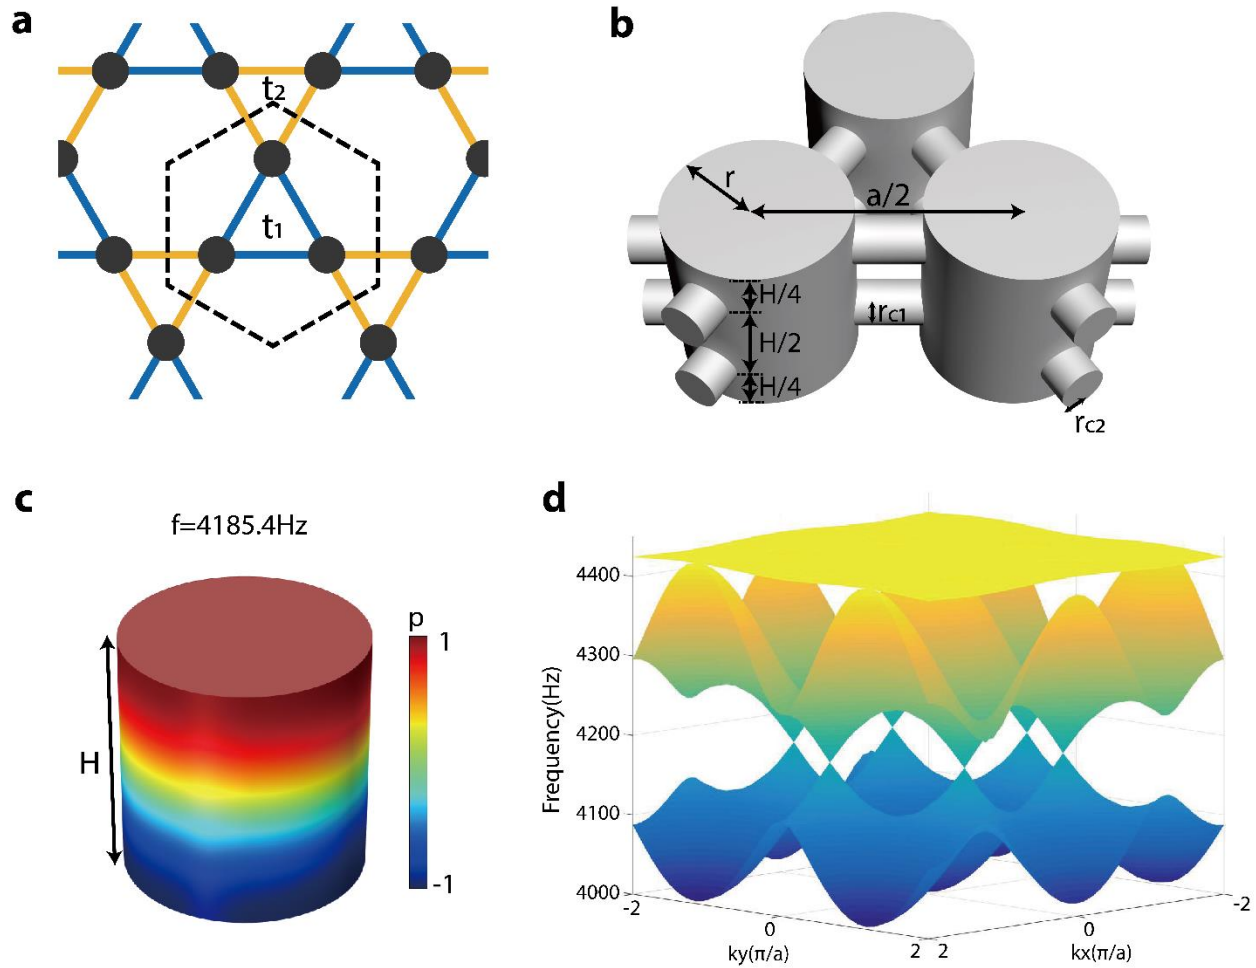 a
t2
t1
b
r
a/2
H/4
rC1
H/2
H/4
rC2
c
f=4185.4Hz
p
1
H
-1
d
Frequency(Hz)
4400
4300
4200
4100
4000
-2
0
2
ky(π/a)
2
0
-2
kx(π/a)